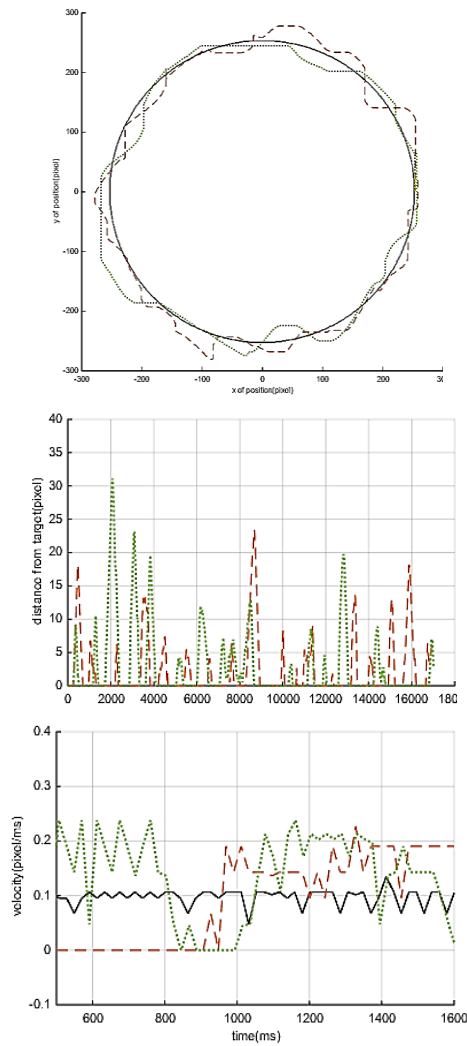 300
200
100
0
-100
-200
-300
y of position(pixel)
-300 -200 -100 0 100 200 30
x of position(pixel)
40
35
30
25
20
15
10
5
0
distance from target(pixel)
0 2000 4000 6000 8000 10000 12000 14000 16000 1800
0.4
0.3
0.2
0.1
0
-0.1
velocity(pixel/ms)
600 800 1000 1200 1400 1600
time(ms)